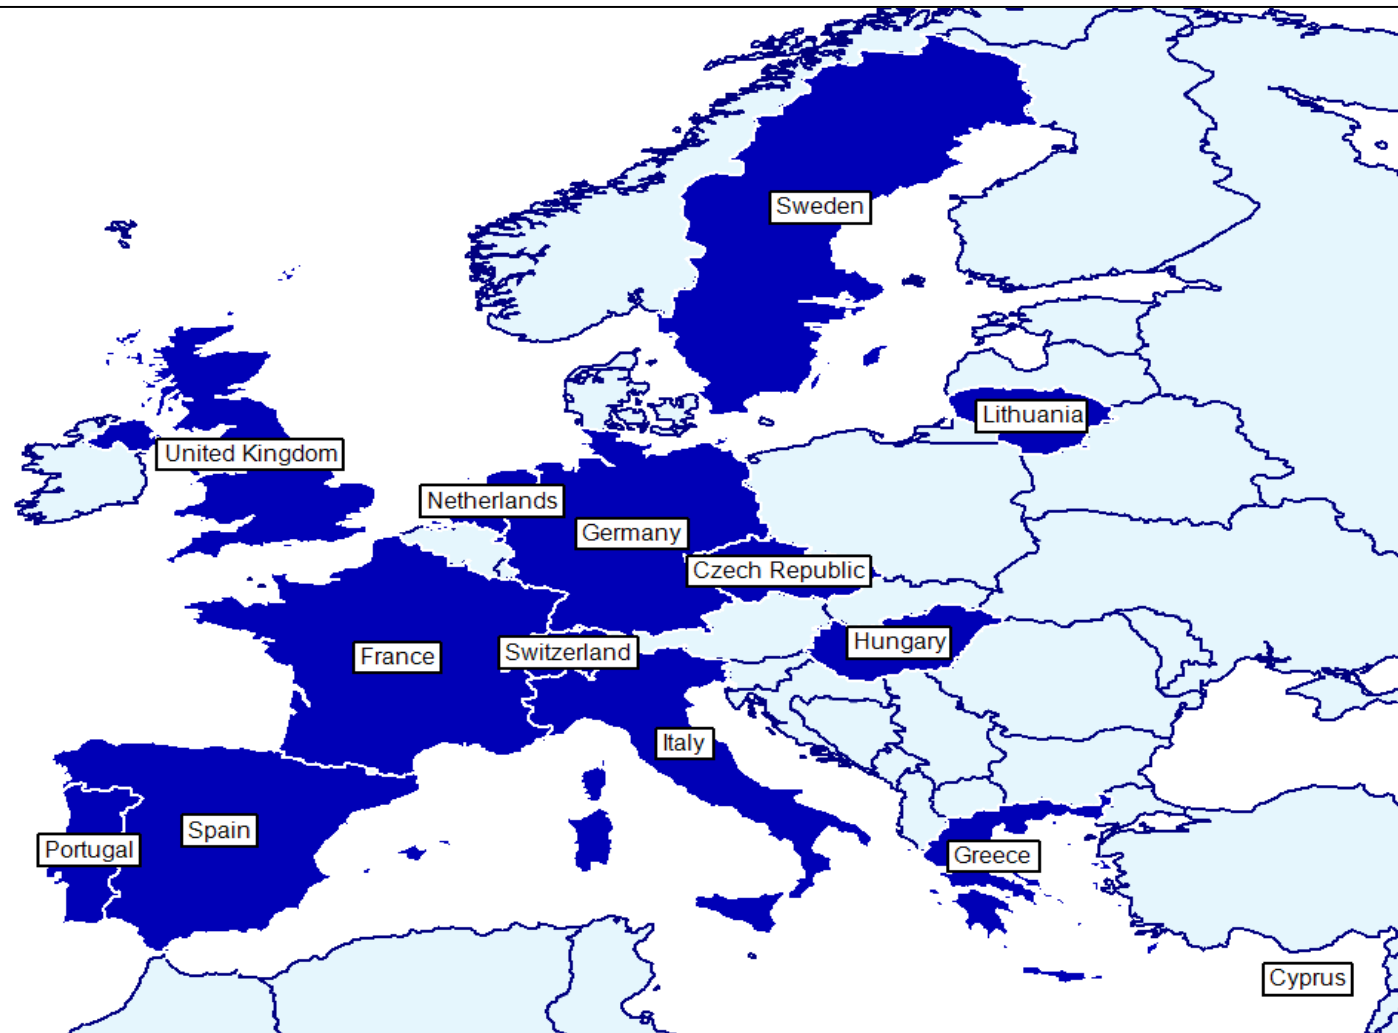 Sweden
Lithuania
United Kingdom
Netherlands
Germany
Czech Republic
Hungary
Switzerland
France
Italy
Spain
Portugal
Greece
Cyprus